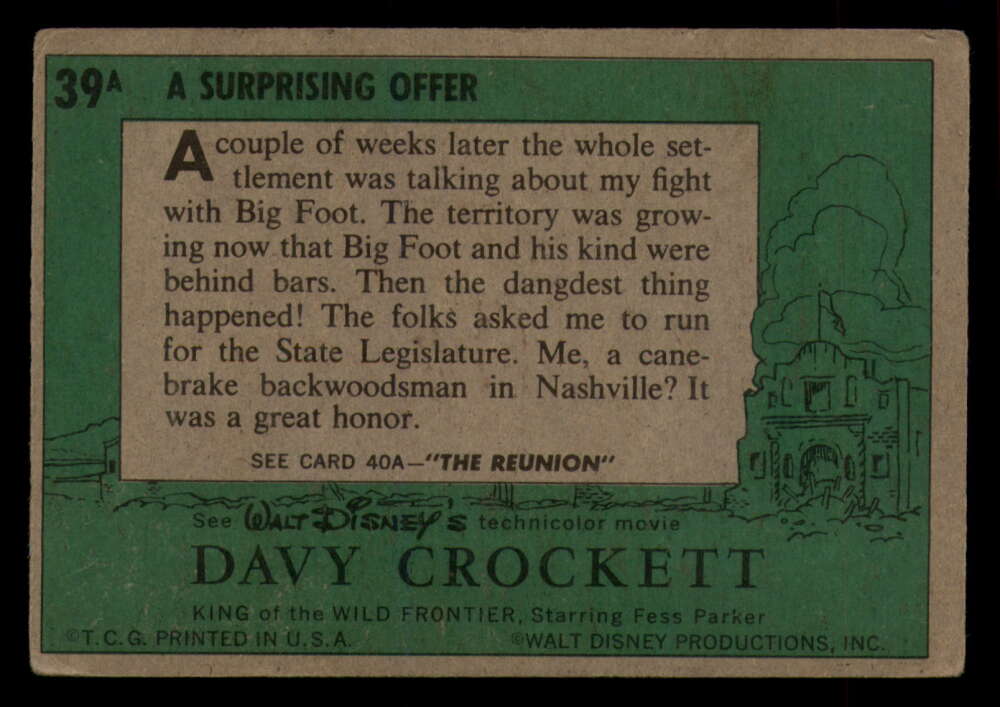 39A A SURPRISING OFFER
A couple of weeks later the whole set-
tlement was talking about my fight
with Big Foot. The territory was grow-
ing now that Big Foot and his kind were
behind bars. Then the dangdest thing
happened! The folks asked me to run
for the State Legislature. Me, a cane-
brake backwoodsman in Nashville? It
was a great honor.
SEE CARD 40A—"THE REUNION"
See WALT DISNEY'S technicolor movie
DAVY CROCKETT
KING of the WILD FRONTIER, Starring Fess Parker
©T.C.G. PRINTED IN U.S.A. ©WALT DISNEY PRODUCTIONS, INC.